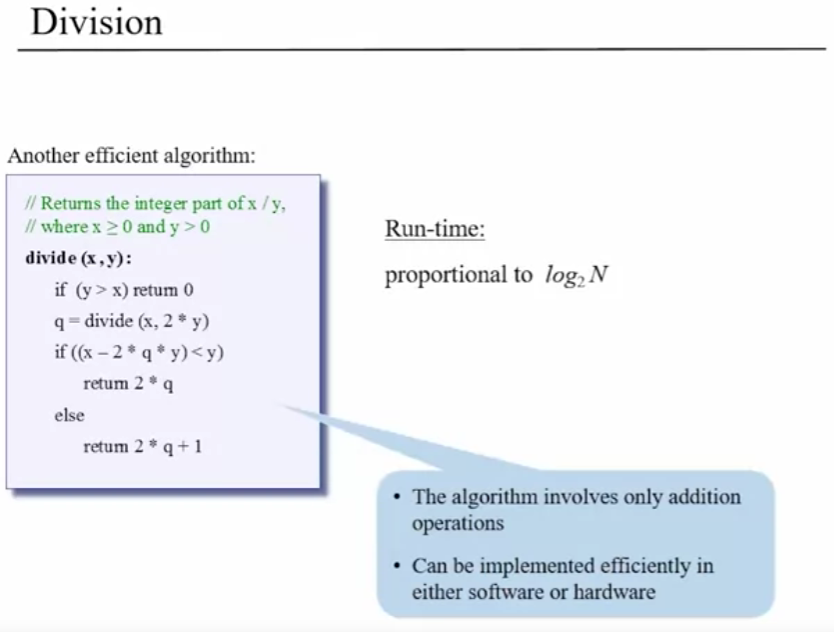 Division
Another efficient algorithm:
// Returns the integer part of x / y,
// where x ≥ 0 and y > 0
divide (x, y):
if (y > x) return 0
q = divide (x, 2 * y)
if ((x – 2 * q * y) < y)
return 2 * q
else
return 2 * q + 1
Run-time:
proportional to log₂ N
• The algorithm involves only addition
operations
• Can be implemented efficiently in
either software or hardware